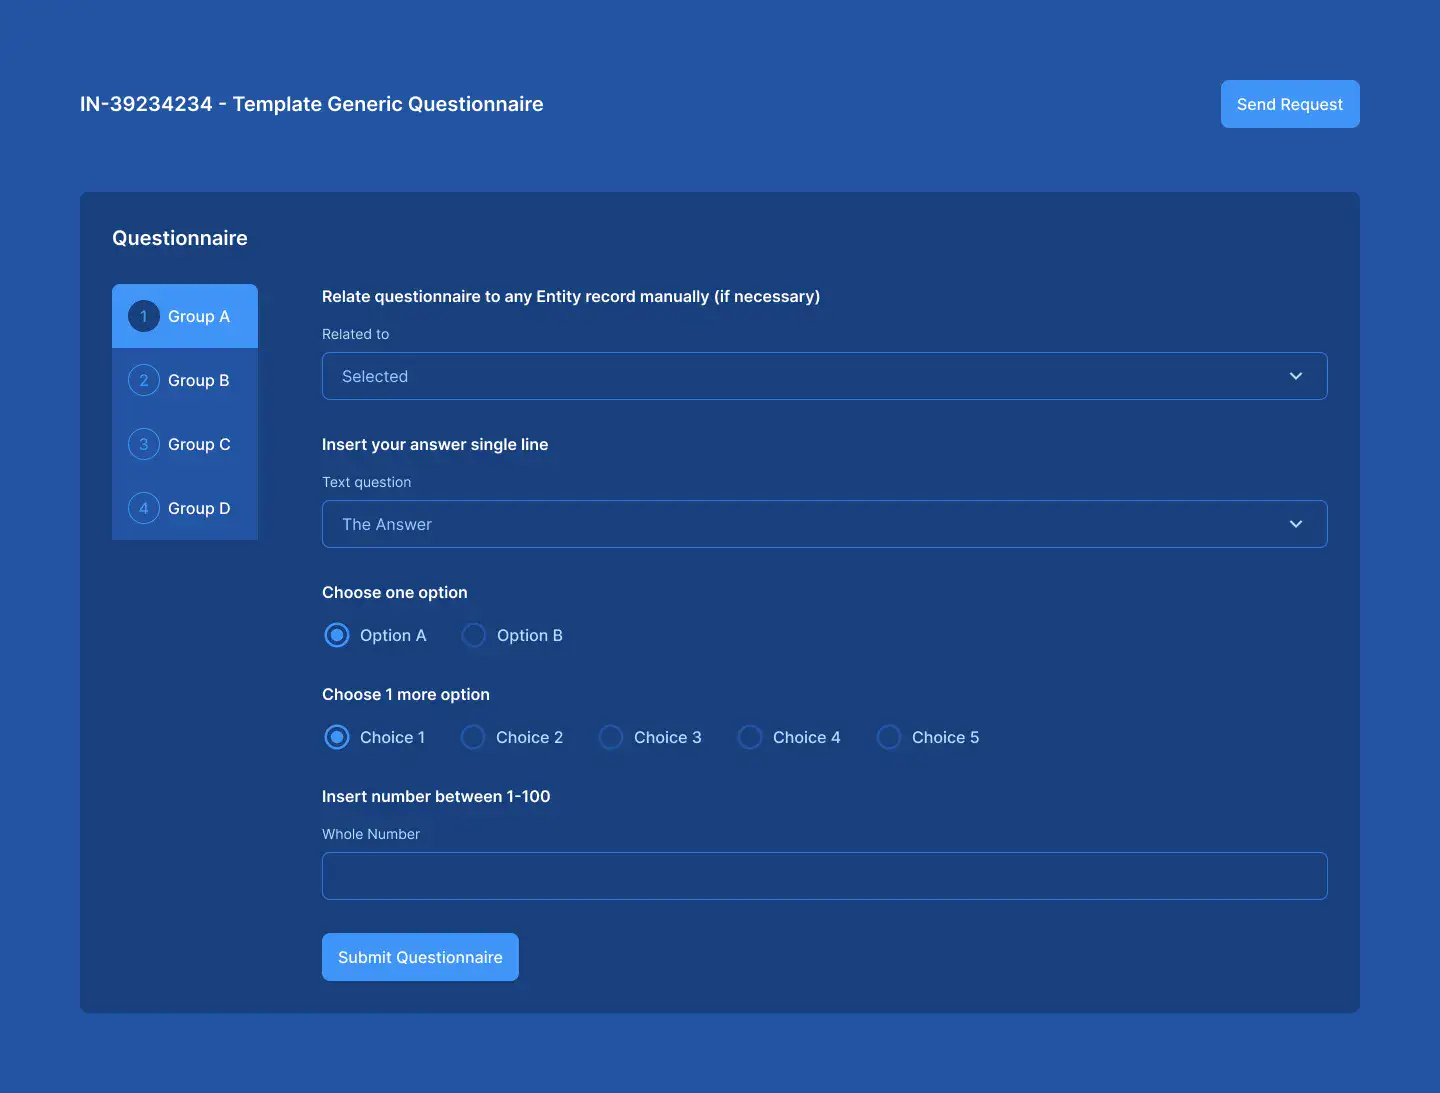 IN-39234234 - Template Generic Questionnaire
Send Request
Questionnaire
1 Group A
2 Group B
3 Group C
4 Group D
Relate questionnaire to any Entity record manually (if necessary)
Related to
Selected
Insert your answer single line
Text question
The Answer
Choose one option
Option A Option B
Choose 1 more option
Choice 1 Choice 2 Choice 3 Choice 4 Choice 5
Insert number between 1-100
Whole Number
Submit Questionnaire